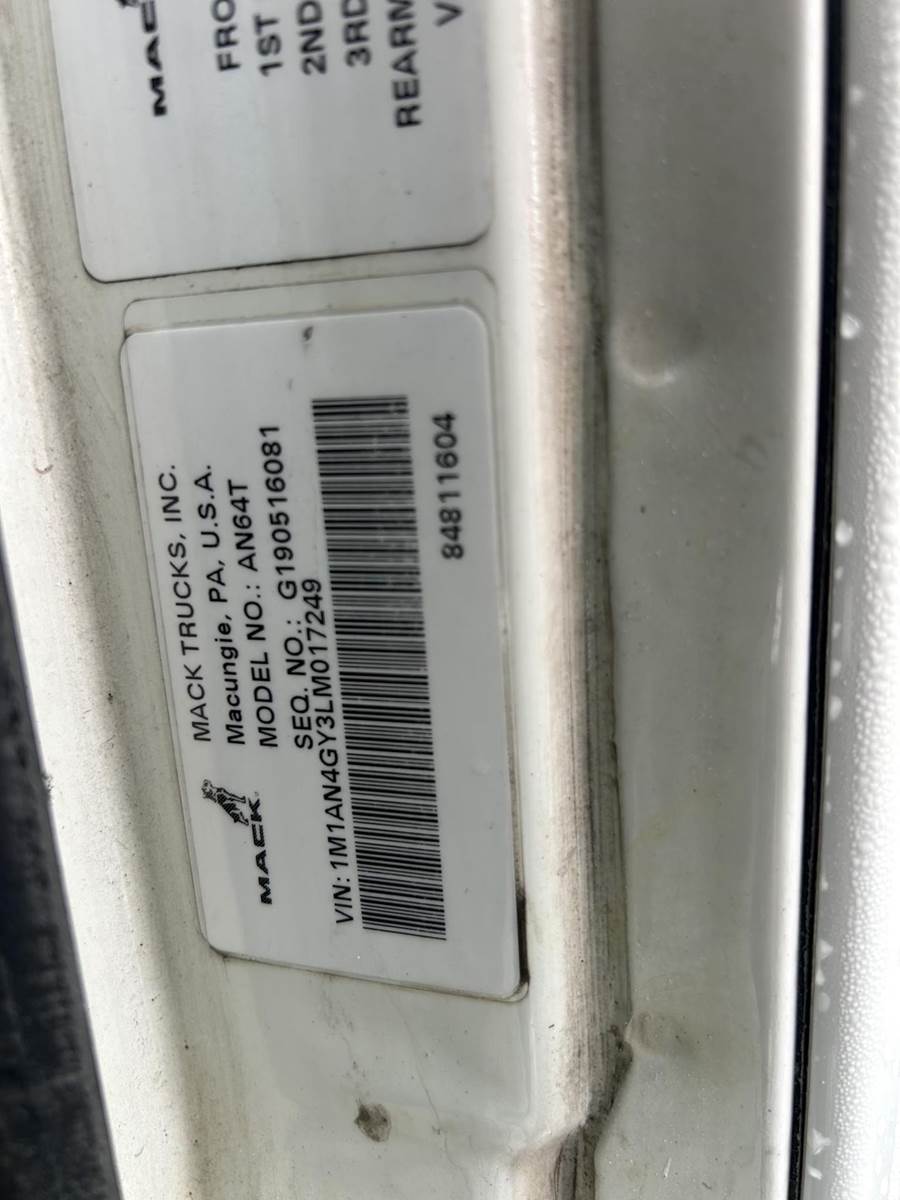 MACK
FRO
1ST
2ND
3RD
REARM
V
MACK
MACK TRUCKS, INC.
Macungie, PA, U.S.A.
MODEL NO.: AN64T
SEQ. NO.: G190516081
VIN: 1M1AN4GY3LM017249
84811604